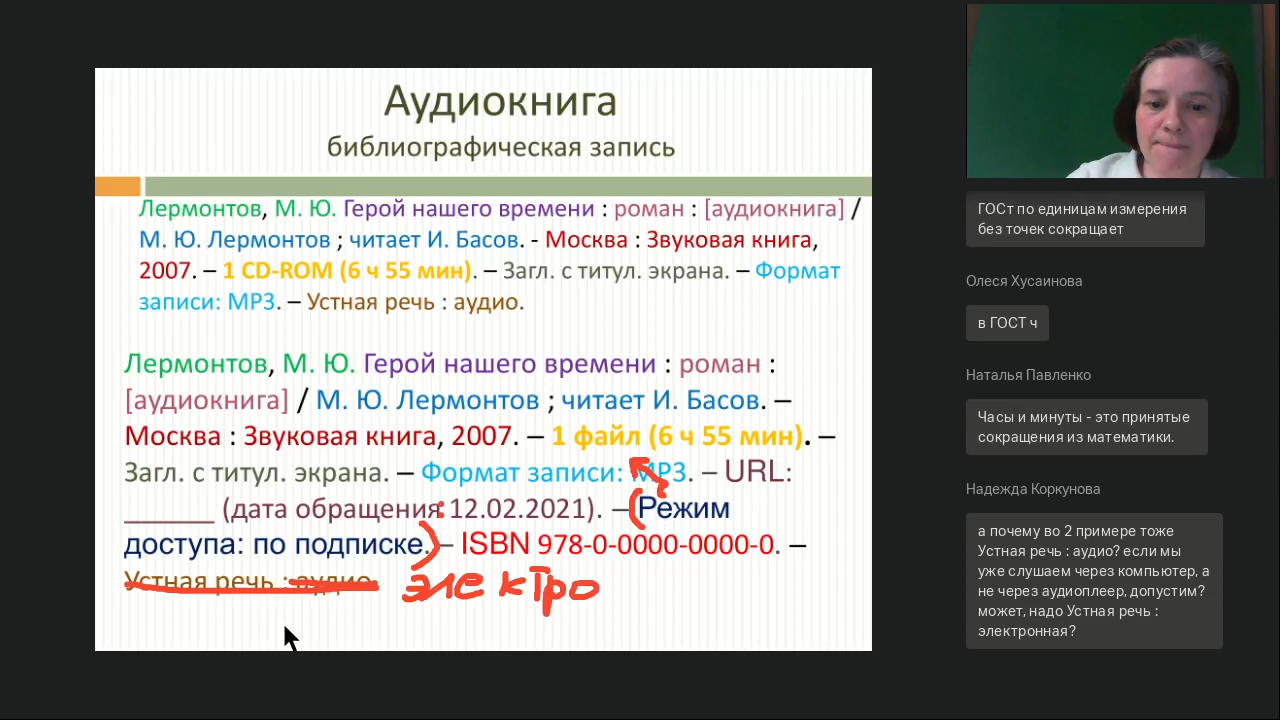 Аудиокнига
библиографическая запись
Лермонтов, М. Ю. Герой нашего времени : роман : [аудиокнига] /
М. Ю. Лермонтов ; читает И. Басов. - Москва : Звуковая книга,
2007. – 1 CD-ROM (6 ч 55 мин). – Загл. с титул. экрана. – Формат
записи: MP3. – Устная речь : аудио.
Лермонтов, М. Ю. Герой нашего времени : роман :
[аудиокнига] / М. Ю. Лермонтов ; читает И. Басов. –
Москва : Звуковая книга, 2007. – 1 файл (6 ч 55 мин). –
Загл. с титул. экрана. – Формат записи: MP3. – URL:
______ (дата обращения: 12.02.2021). – (Режим
доступа: по подписке.) – ISBN 978-0-0000-0000-0. –
Устная речь : аудио. электро
ГОСт по единицам измерения
без точек сокращает
Олеся Хусаинова
в ГОСТ ч
Наталья Павленко
Часы и минуты - это принятые
сокращения из математики.
Надежда Коркунова
а почему во 2 примере тоже
Устная речь : аудио? если мы
уже слушаем через компьютер, а
не через аудиоплеер, допустим?
может, надо Устная речь :
электронная?